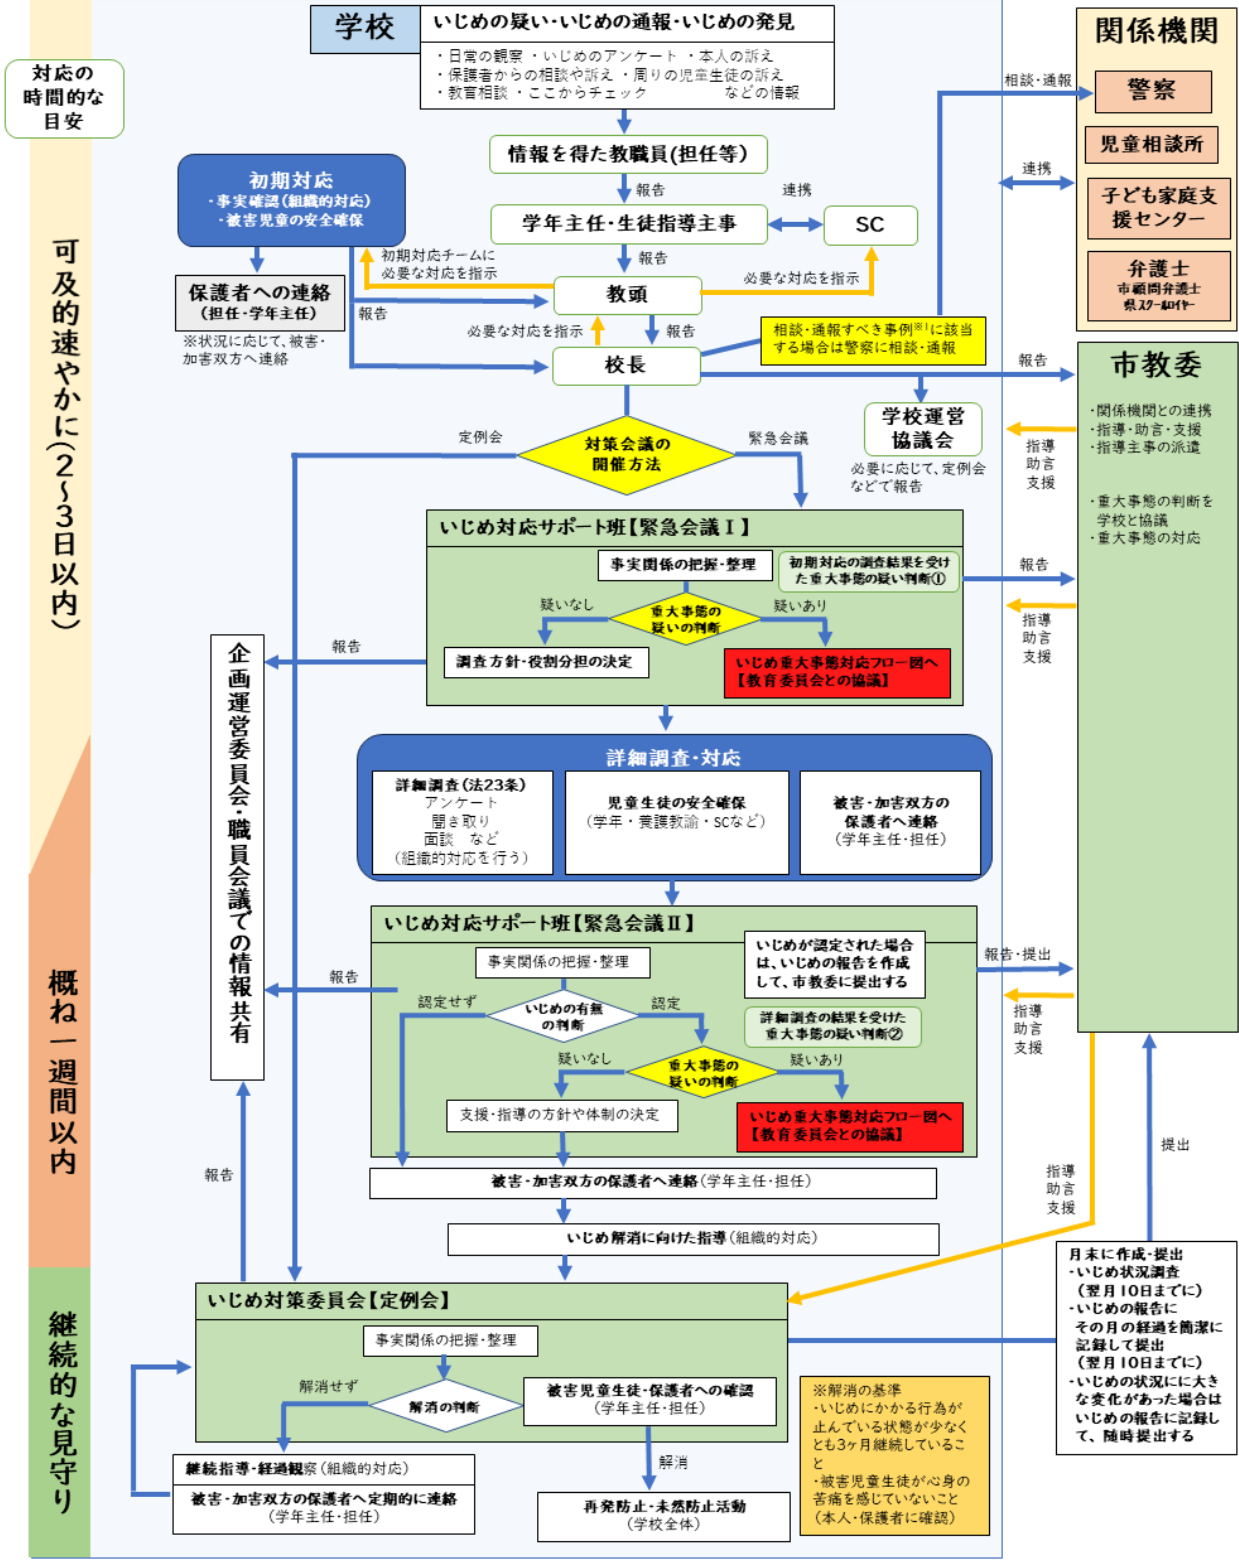 学校
いじめの疑い・いじめの通報・いじめの発見
・日常の観察 ・いじめのアンケート ・本人の訴え
・保護者からの相談や訴え ・周りの児童生徒の訴え
・教育相談 ・ここからチェック などの情報
対応の
時間的な
目安
可及的速やかに(2~3日以内)
概ね一週間以内
継続的な見守り
情報を得た教職員(担任等)
報告
学年主任・生徒指導主事
連携
SC
初期対応
・事実確認(組織的対応)
・被害児童の安全確保
保護者への連絡
(担任・学年主任)
※状況に応じて、被害・
加害双方へ連絡
初期対応チームに
必要な対応を指示
報告
必要な対応を指示
教頭
報告
必要な対応を指示
報告
校長
相談・通報すべき事例※1に該当
する場合は警察に相談・通報
相談・通報
連携
関係機関
警察
児童相談所
子ども家庭支
援センター
弁護士
市顧問弁護士
県スクールロイヤー
報告
市教委
・関係機関との連携
・指導・助言・支援
・指導主事の派遣
・重大事態の判断を
学校と協議
・重大事態の対応
指導
助言
支援
学校運営
協議会
必要に応じて、定例会
などで報告
定例会
対策会議の
開催方法
緊急会議
いじめ対応サポート班【緊急会議Ⅰ】
事実関係の把握・整理
初期対応の調査結果を受け
た重大事態の疑い判断①
疑いなし
重大事態の
疑いの判断
疑いあり
調査方針・役割分担の決定
いじめ重大事態対応フロー図へ
【教育委員会との協議】
報告
報告
指導
助言
支援
企画運営委員会・職員会議での情報共有
詳細調査・対応
詳細調査(法23条)
アンケート
聞き取り
面談 など
(組織的対応を行う)
児童生徒の安全確保
(学年・養護教諭・SCなど)
被害・加害双方の
保護者へ連絡
(学年主任・担任)
いじめ対応サポート班【緊急会議Ⅱ】
事実関係の把握・整理
いじめが認定された場合
は、いじめの報告を作成
して、市教委に提出する
報告・提出
報告
認定せず
いじめの有無
の判断
認定
詳細調査の結果を受けた
重大事態の疑い判断②
指導
助言
支援
疑いなし
重大事態の
疑いの判断
疑いあり
支援・指導の方針や体制の決定
いじめ重大事態対応フロー図へ
【教育委員会との協議】
被害・加害双方の保護者へ連絡(学年主任・担任)
いじめ解消に向けた指導(組織的対応)
報告
提出
指導
助言
支援
いじめ対策委員会【定例会】
事実関係の把握・整理
解消せず
解消の判断
被害児童生徒・保護者への確認
(学年主任・担任)
解消
継続指導・経過観察(組織的対応)
被害・加害双方の保護者へ定期的に連絡
(学年主任・担任)
再発防止・未然防止活動
(学校全体)
※解消の基準
・いじめにかかる行為が
止んでいる状態が少なく
とも3ヶ月継続しているこ
と
・被害児童生徒が心身の
苦痛を感じていないこと
(本人・保護者に確認)
月末に作成・提出
・いじめ状況調査
(翌月10日までに)
・いじめの報告に
その月の経過を簡潔に
記録して提出
(翌月10日までに)
・いじめの状況にに大き
な変化があった場合は
いじめの報告に記録し
て、随時提出する